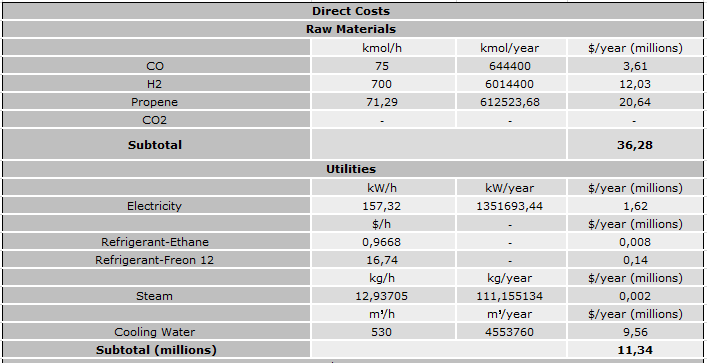 Direct Costs
Raw Materials
kmol/h kmol/year $/year (millions)
CO 75 644400 3,61
H2 700 6014400 12,03
Propene 71,29 612523,68 20,64
CO2 - - -
Subtotal 36,28
Utilities
kW/h kW/year $/year (millions)
Electricity 157,32 1351693,44 1,62
$/h - $/year (millions)
Refrigerant-Ethane 0,9668 - 0,008
Refrigerant-Freon 12 16,74 - 0,14
kg/h kg/year $/year (millions)
Steam 12,93705 111,155134 0,002
m³/h m³/year $/year (millions)
Cooling Water 530 4553760 9,56
Subtotal (millions) 11,34